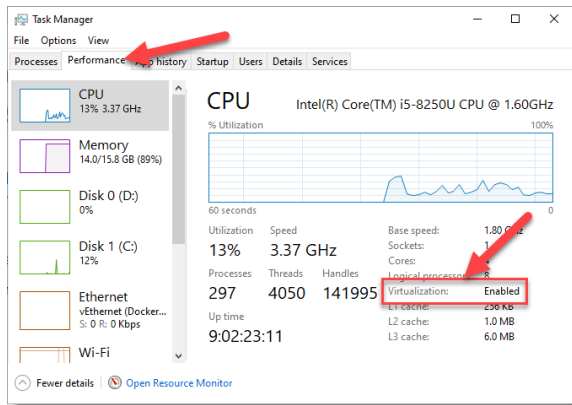 Task Manager
File Options View
Processes Performance App history Startup Users Details Services
CPU
13% 3.37 GHz
Memory
14.0/15.8 GB (89%)
Disk 0 (D:)
0%
Disk 1 (C:)
12%
Ethernet
vEthernet (Docker...
S: 0 R: 0 Kbps
Wi-Fi
CPU Intel(R) Core(TM) i5-8250U CPU @ 1.60GHz
% Utilization 100%
60 seconds 0
Utilization Speed
13% 3.37 GHz
Processes Threads Handles
297 4050 141995
Up time
9:02:23:11
Base speed: 1.80 GHz
Sockets: 1
Cores:
Logical processors: 8
Virtualization: Enabled
L1 cache: 256 KB
L2 cache: 1.0 MB
L3 cache: 6.0 MB
Fewer details Open Resource Monitor